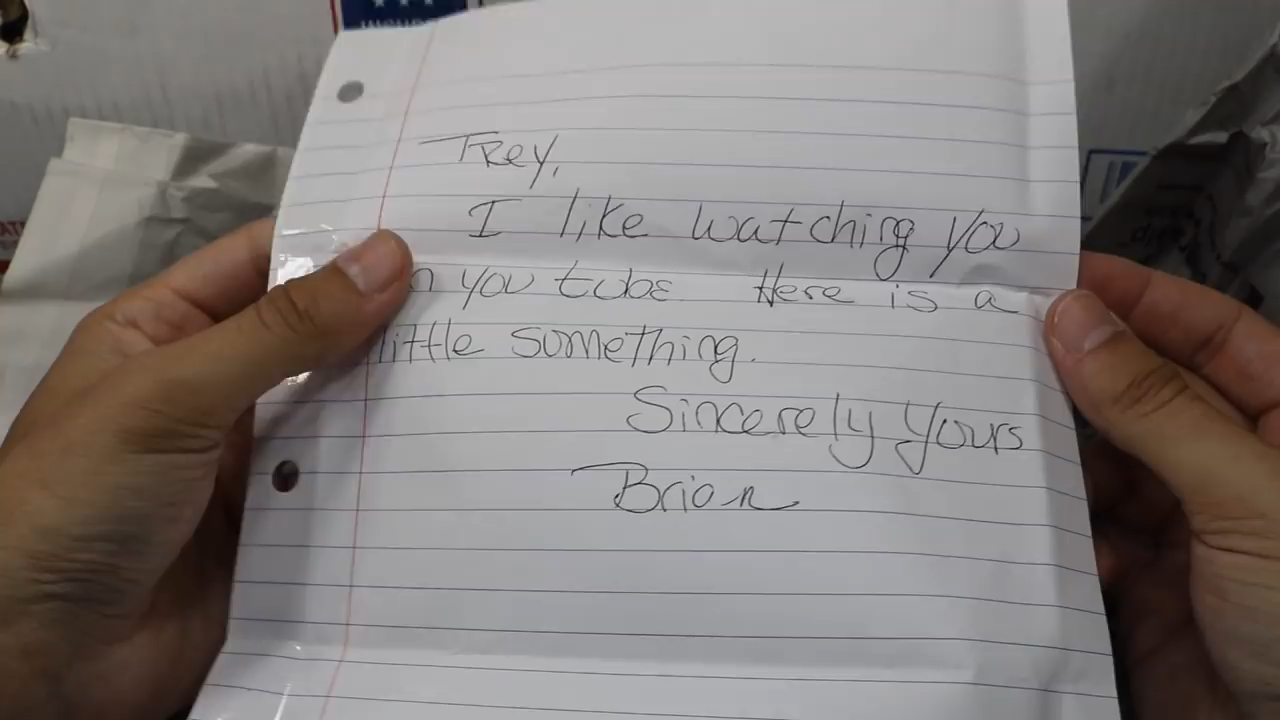 Trey,
I like watching you
n you tube Here is a
little something.
Sincerely yours
Brian